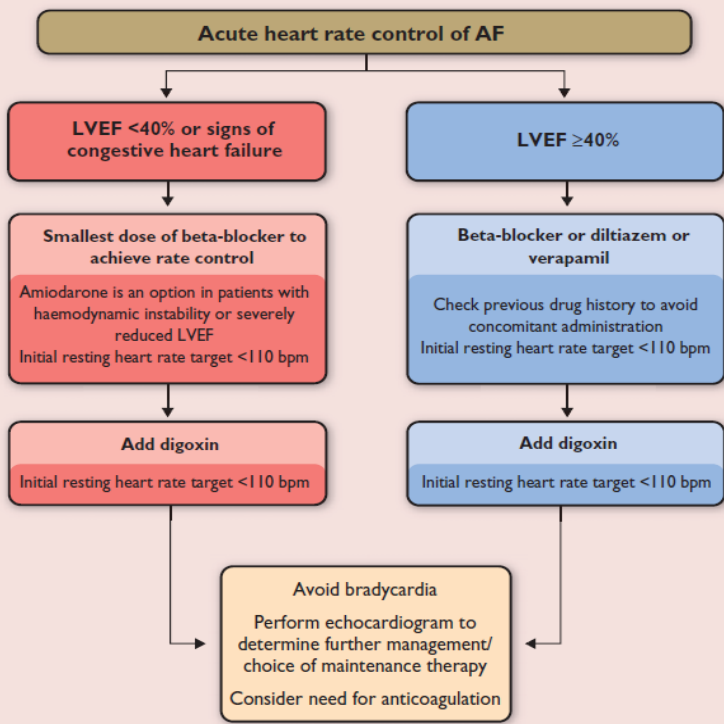 Acute heart rate control of AF
LVEF <40% or signs of
congestive heart failure
LVEF ≥40%
Smallest dose of beta-blocker to
achieve rate control
Amiodarone is an option in patients with
haemodynamic instability or severely
reduced LVEF
Initial resting heart rate target <110 bpm
Beta-blocker or diltiazem or
verapamil
Check previous drug history to avoid
concomitant administration
Initial resting heart rate target <110 bpm
Add digoxin
Initial resting heart rate target <110 bpm
Add digoxin
Initial resting heart rate target <110 bpm
Avoid bradycardia
Perform echocardiogram to
determine further management/
choice of maintenance therapy
Consider need for anticoagulation